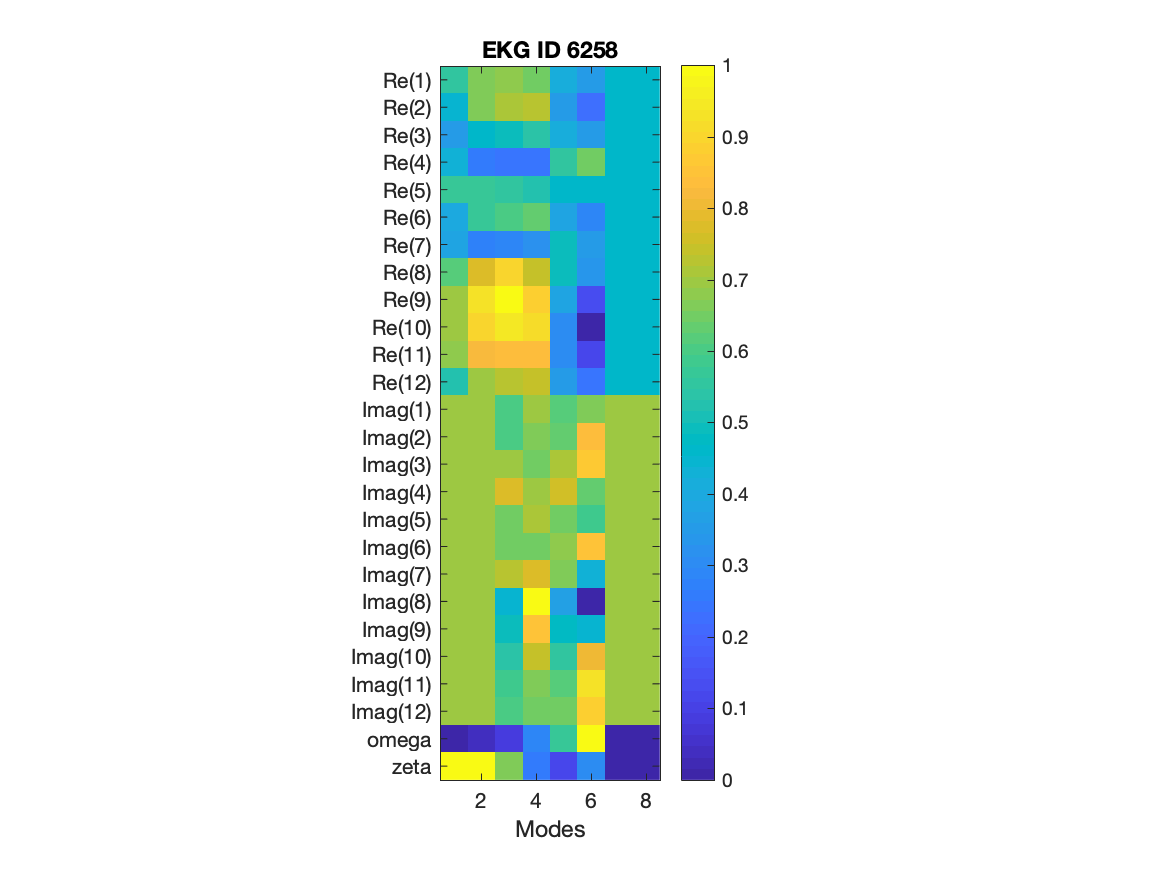 EKG ID 6258
Re(1)
Re(2)
Re(3)
Re(4)
Re(5)
Re(6)
Re(7)
Re(8)
Re(9)
Re(10)
Re(11)
Re(12)
Imag(1)
Imag(2)
Imag(3)
Imag(4)
Imag(5)
Imag(6)
Imag(7)
Imag(8)
Imag(9)
Imag(10)
Imag(11)
Imag(12)
omega
zeta
2 4 6 8
Modes
1
0.9
0.8
0.7
0.6
0.5
0.4
0.3
0.2
0.1
0